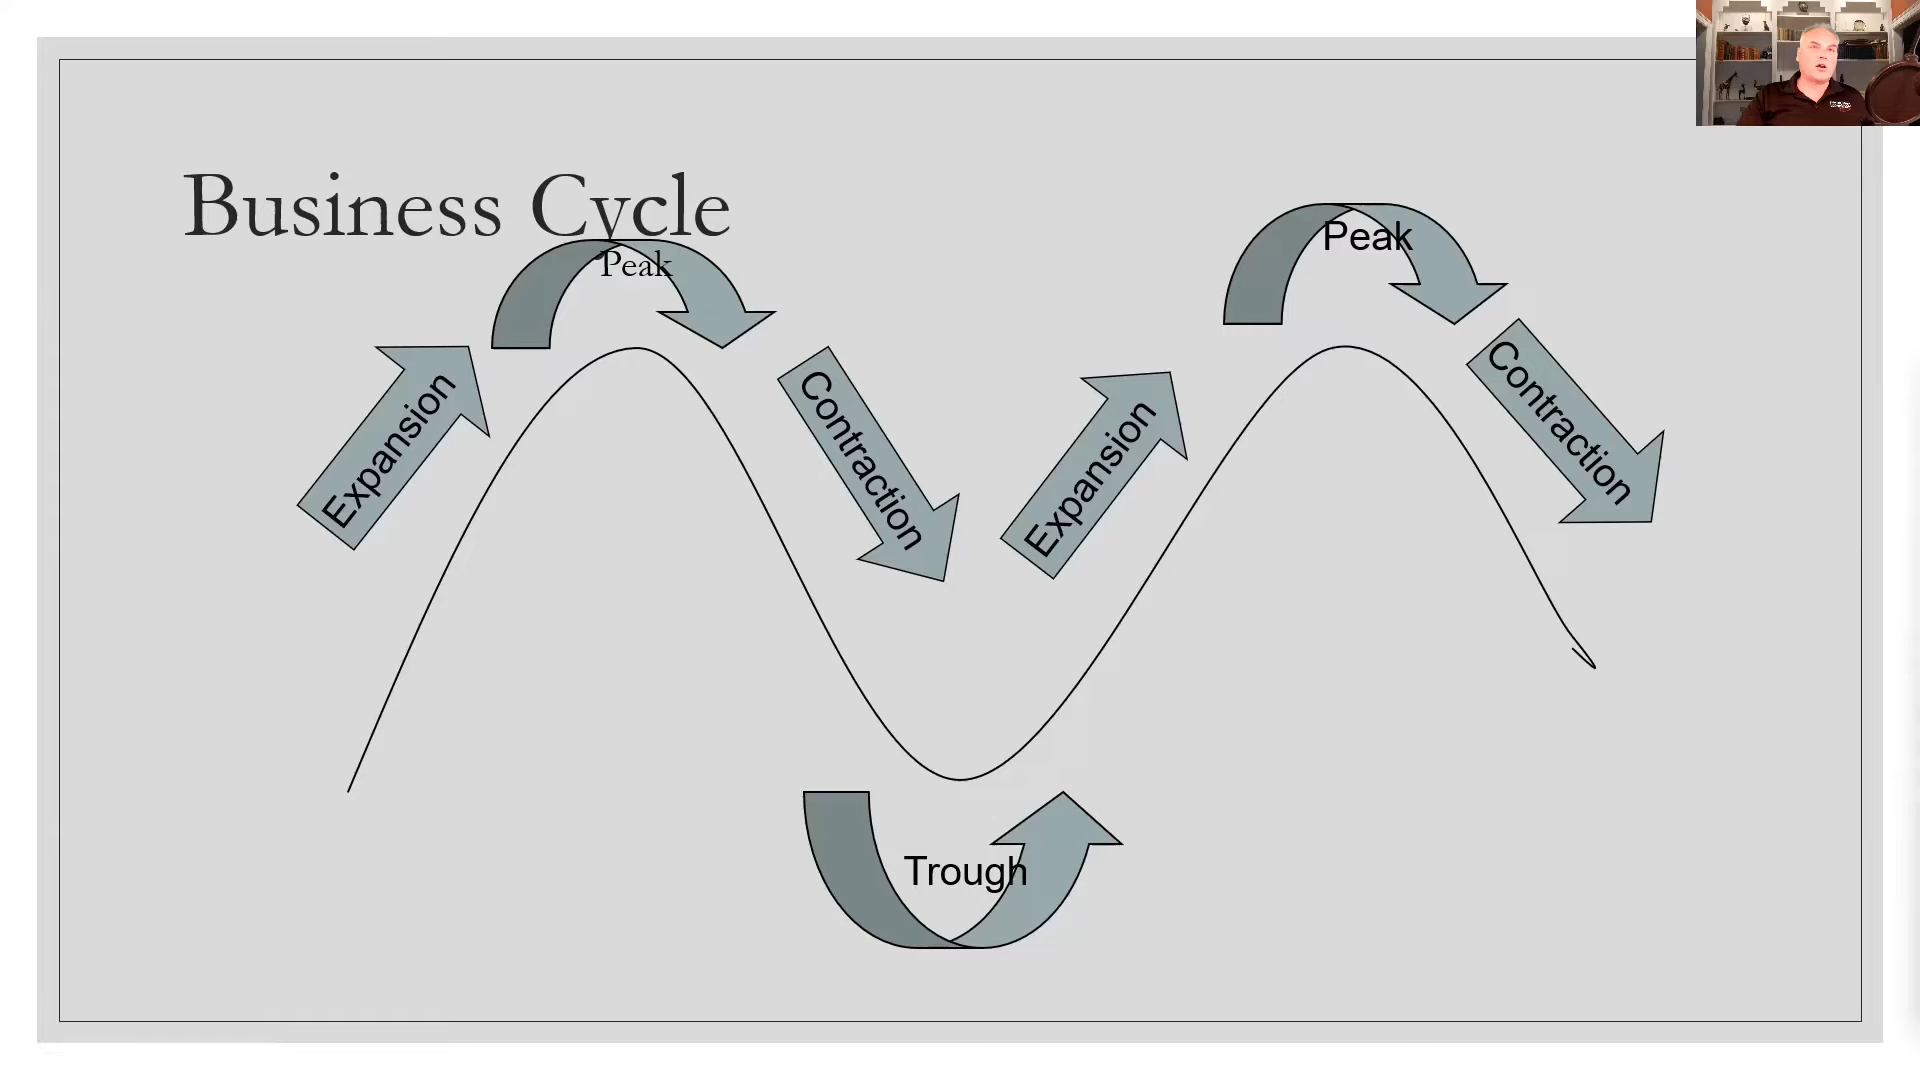 Business Cycle
Peak
Peak
Expansion
Contraction
Expansion
Contraction
Trough